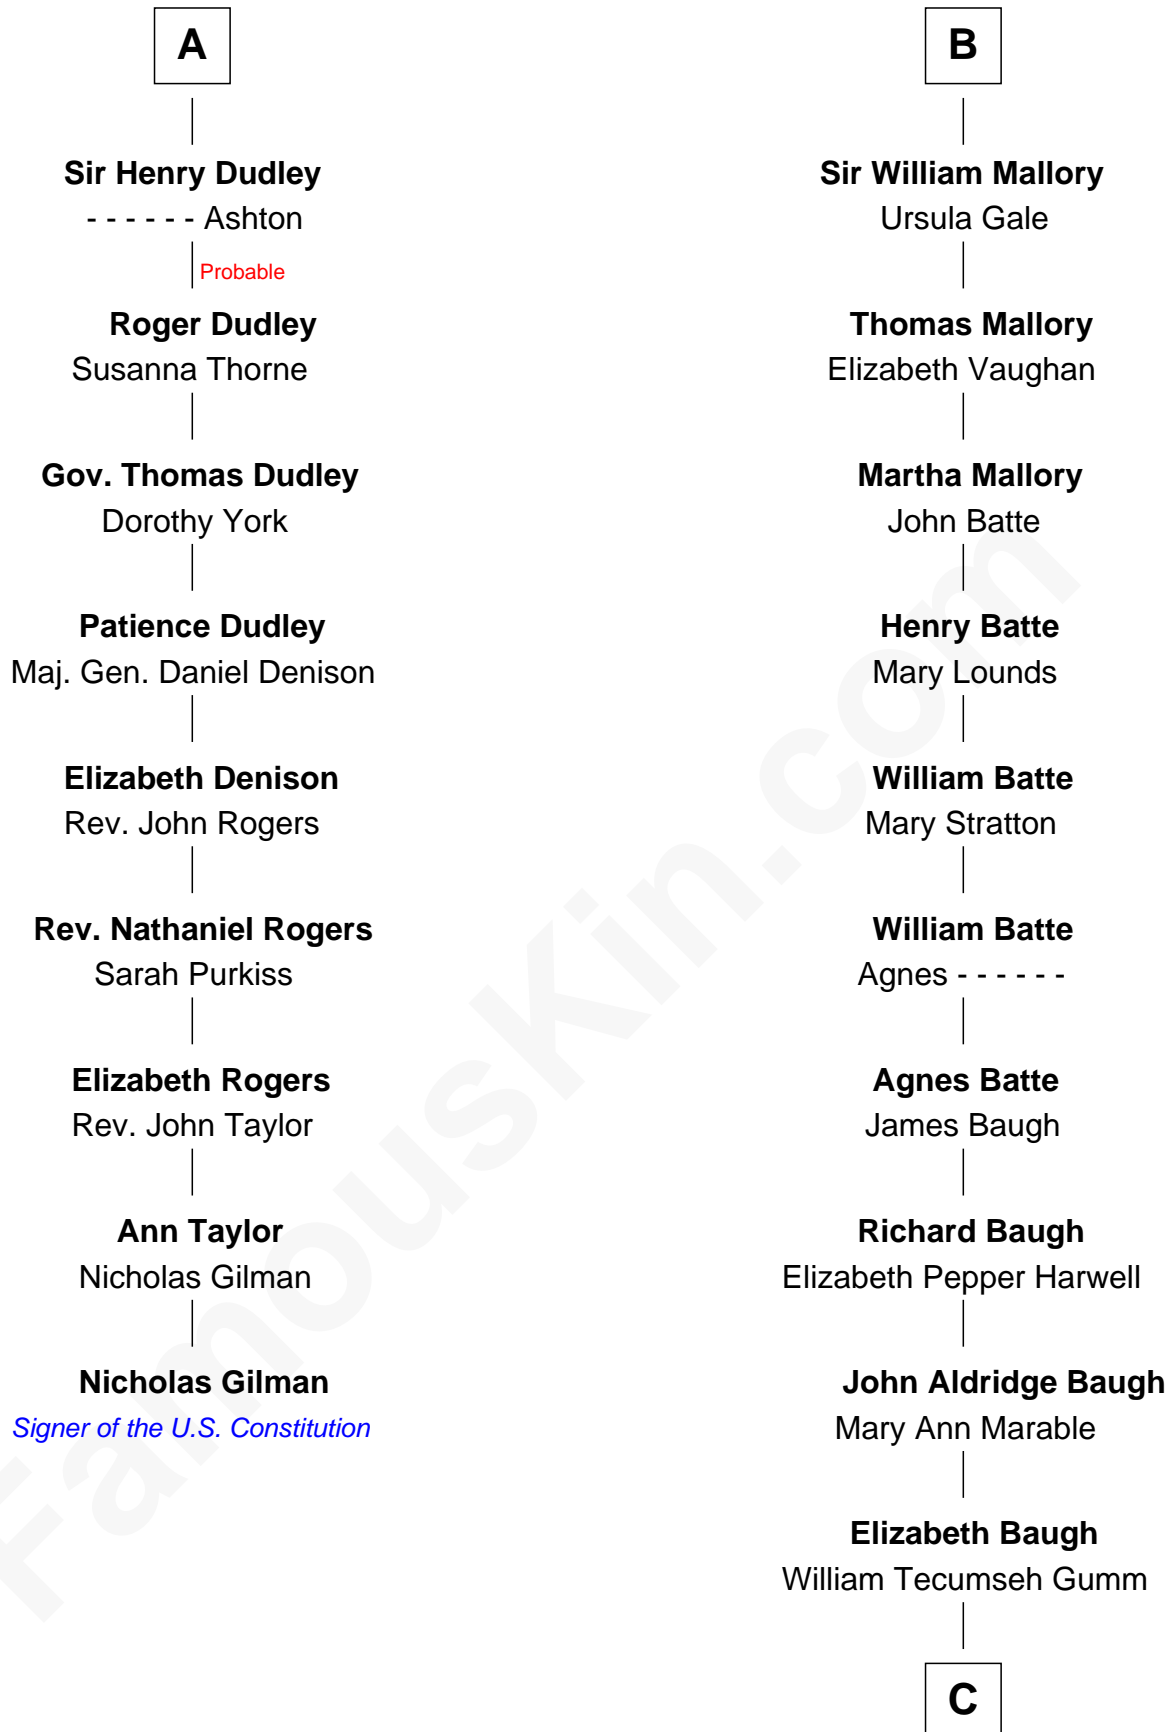 A
Sir Henry Dudley
- - - - - - Ashton
Probable
Roger Dudley
Susanna Thorne
Gov. Thomas Dudley
Dorothy York
Patience Dudley
Maj. Gen. Daniel Denison
Elizabeth Denison
Rev. John Rogers
Rev. Nathaniel Rogers
Sarah Purkiss
Elizabeth Rogers
Rev. John Taylor
Ann Taylor
Nicholas Gilman
Nicholas Gilman
Signer of the U.S. Constitution
B
Sir William Mallory
Ursula Gale
Thomas Mallory
Elizabeth Vaughan
Martha Mallory
John Batte
Henry Batte
Mary Lounds
William Batte
Mary Stratton
William Batte
Agnes - - - - - -
Agnes Batte
James Baugh
Richard Baugh
Elizabeth Pepper Harwell
John Aldridge Baugh
Mary Ann Marable
Elizabeth Baugh
William Tecumseh Gumm
C
FamousKin.com